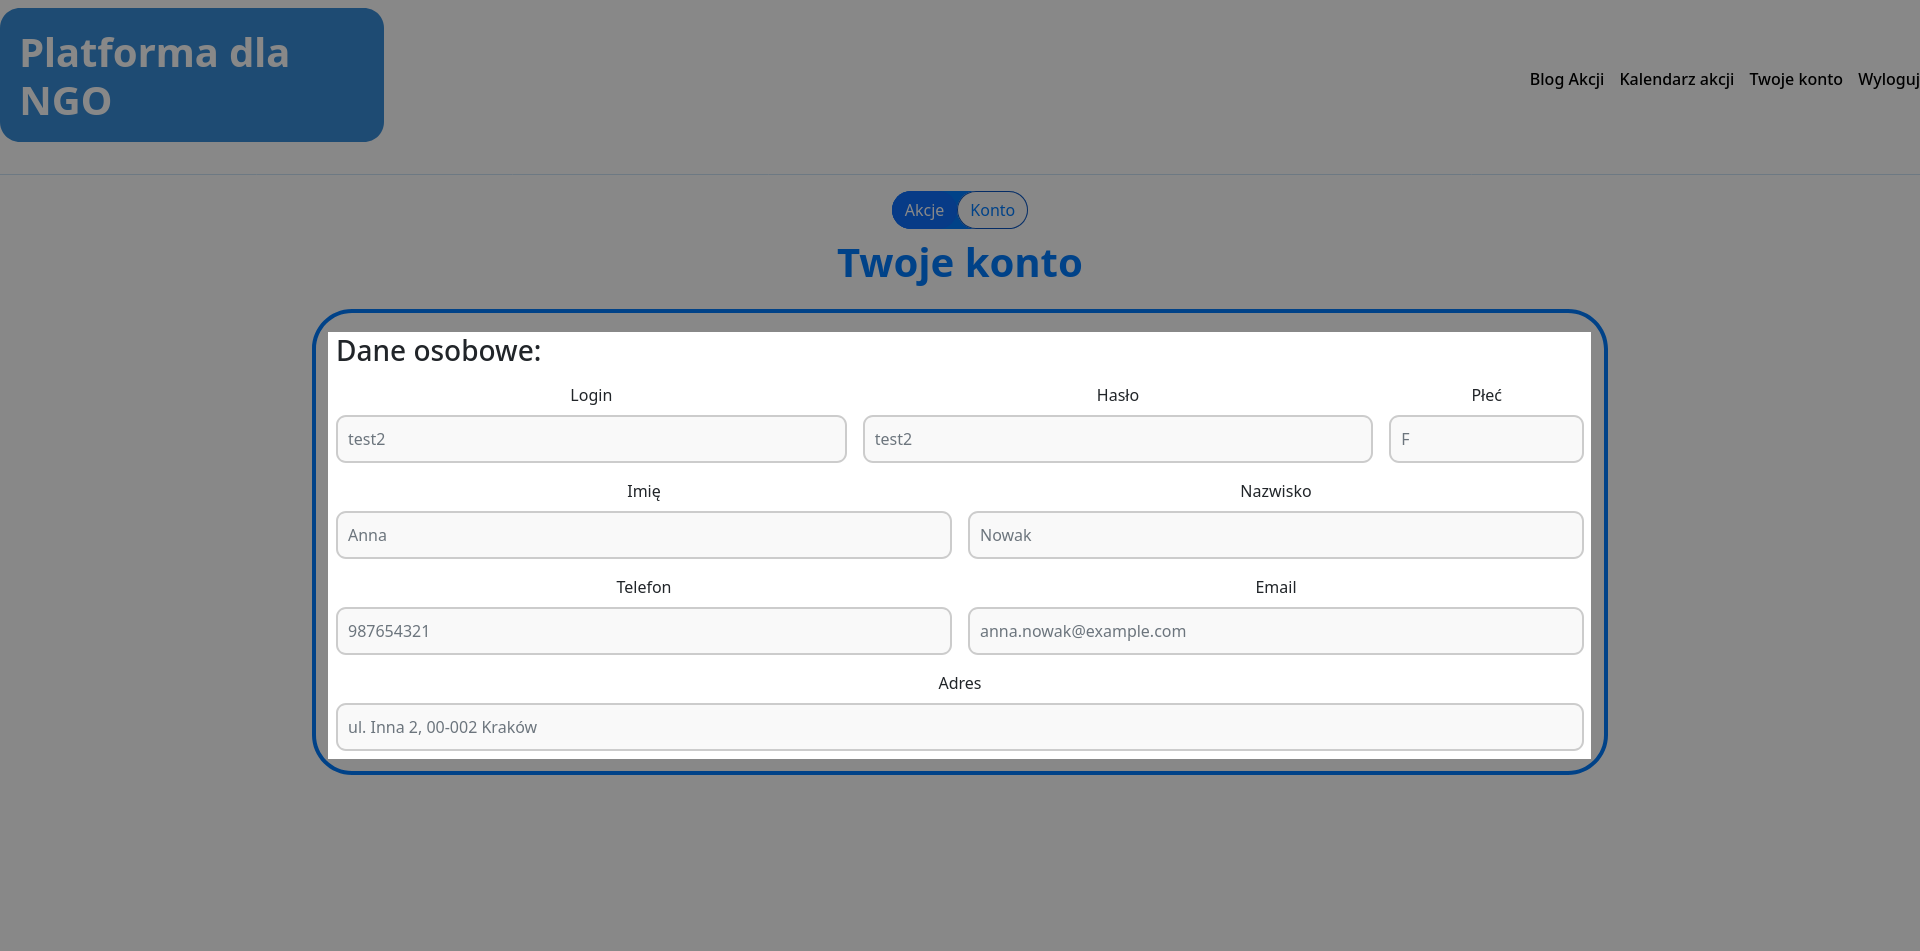 Platforma dla
NGO
Blog Akcji Kalendarz akcji Twoje konto Wyloguj
Akcje Konto
Twoje konto
Dane osobowe:
Login Hasło Płeć
test2 test2 F
Imię Nazwisko
Anna Nowak
Telefon Email
987654321 anna.nowak@example.com
Adres
ul. Inna 2, 00-002 Kraków